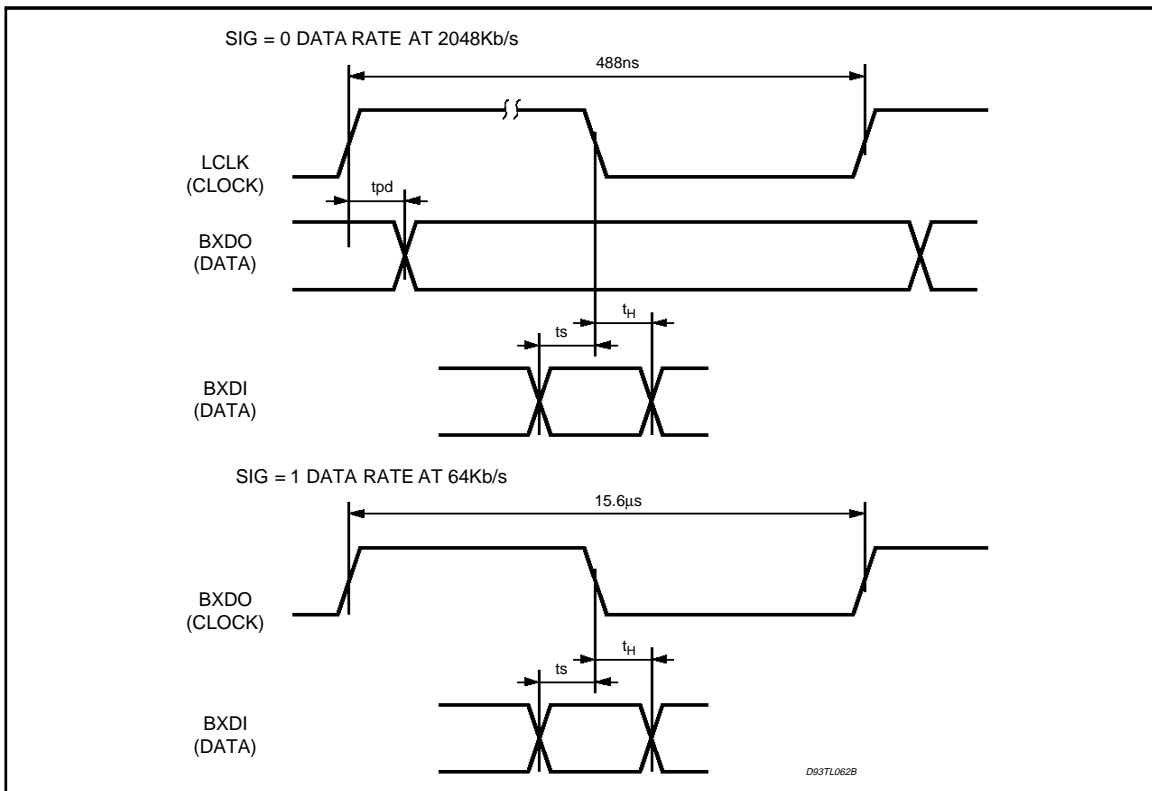 SIG = 0 DATA RATE AT 2048Kb/s
488ns
LCLK
(CLOCK)
tpd
BXDO
(DATA)
tH
ts
BXDI
(DATA)
SIG = 1 DATA RATE AT 64Kb/s
15.6µs
BXDO
(CLOCK)
tH
ts
BXDI
(DATA)
D93TL062B